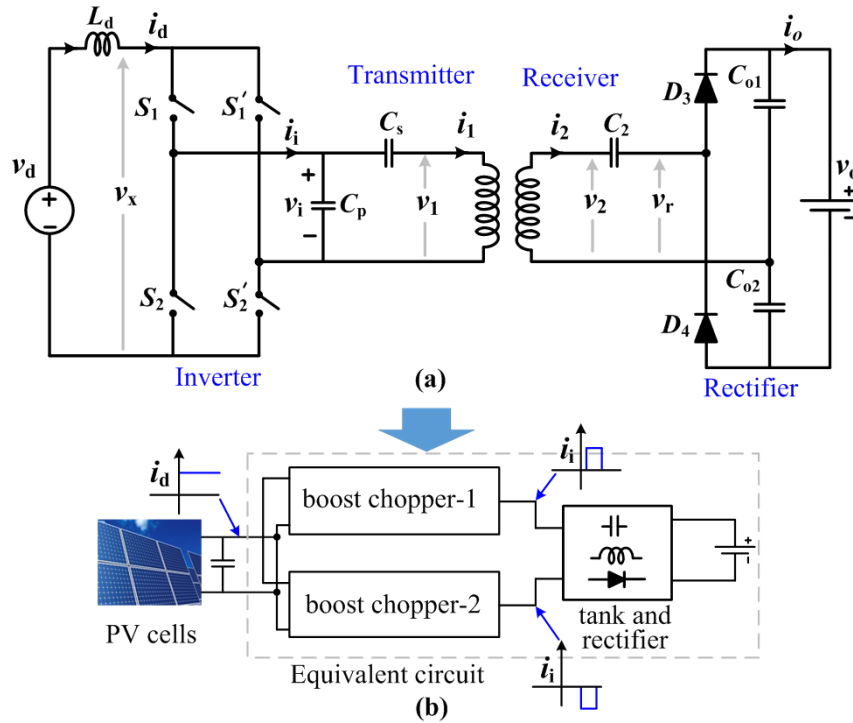 L_d
i_d
i_o
Transmitter
Receiver
D_3
C_o1
S_1
S_1′
i_i
C_s
i_1
i_2
C_2
v_d
+
−
v_x
+
v_i
−
C_p
v_1
v_2
v_r
v_o
+
−
C_o2
S_2
S_2′
D_4
Inverter
(a)
Rectifier
i_d
i_i
boost chopper-1
+
−
boost chopper-2
PV cells
tank and
rectifier
i_i
Equivalent circuit
(b)